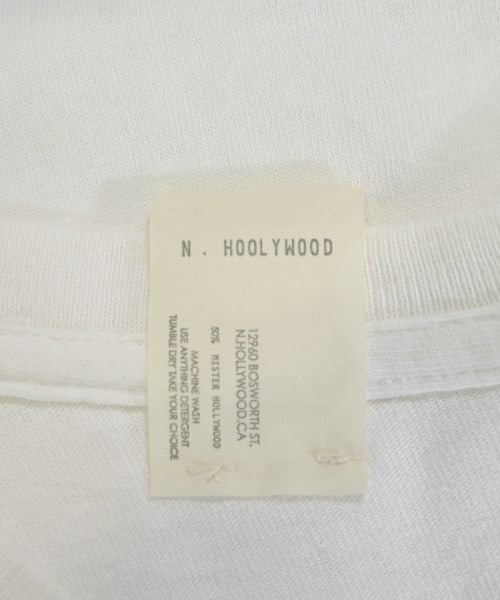 N. HOOLYWOOD
12960 BOSWORTH ST.
N.HOLLYWOOD.CA
50% MISTER HOLLYWOOD
MACHINE WASH
USE ANYTHING DETERGENT
TUMBLE DRY TAKE YOUR CHOICE